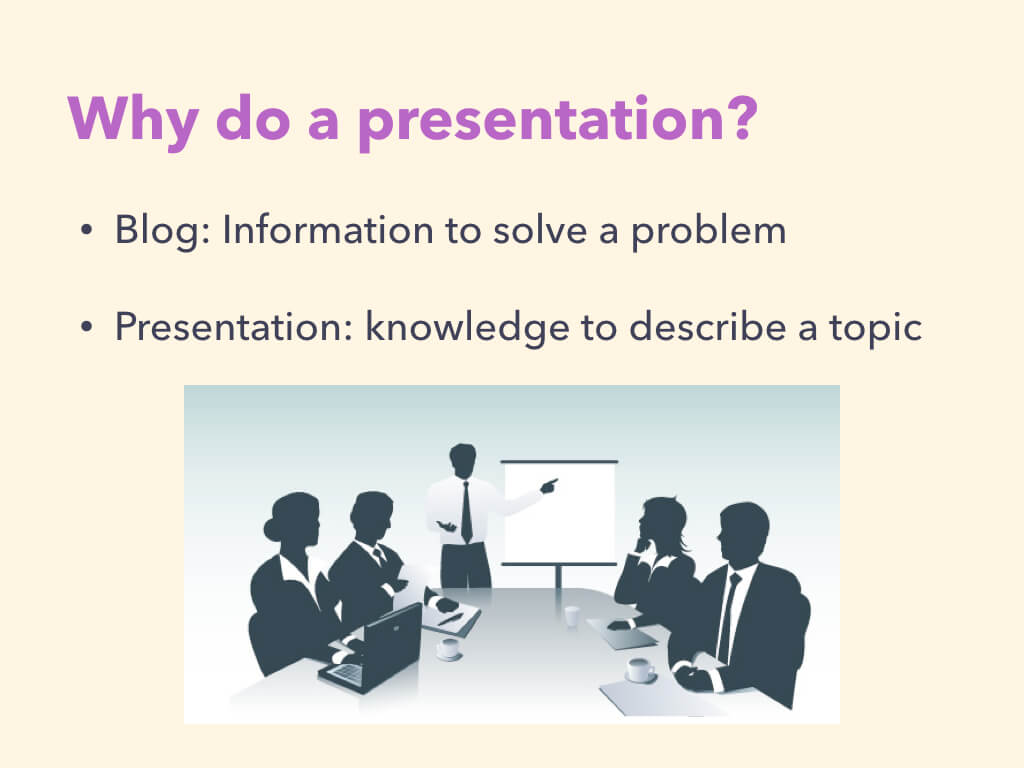 Why do a presentation?
• Blog: Information to solve a problem
• Presentation: knowledge to describe a topic